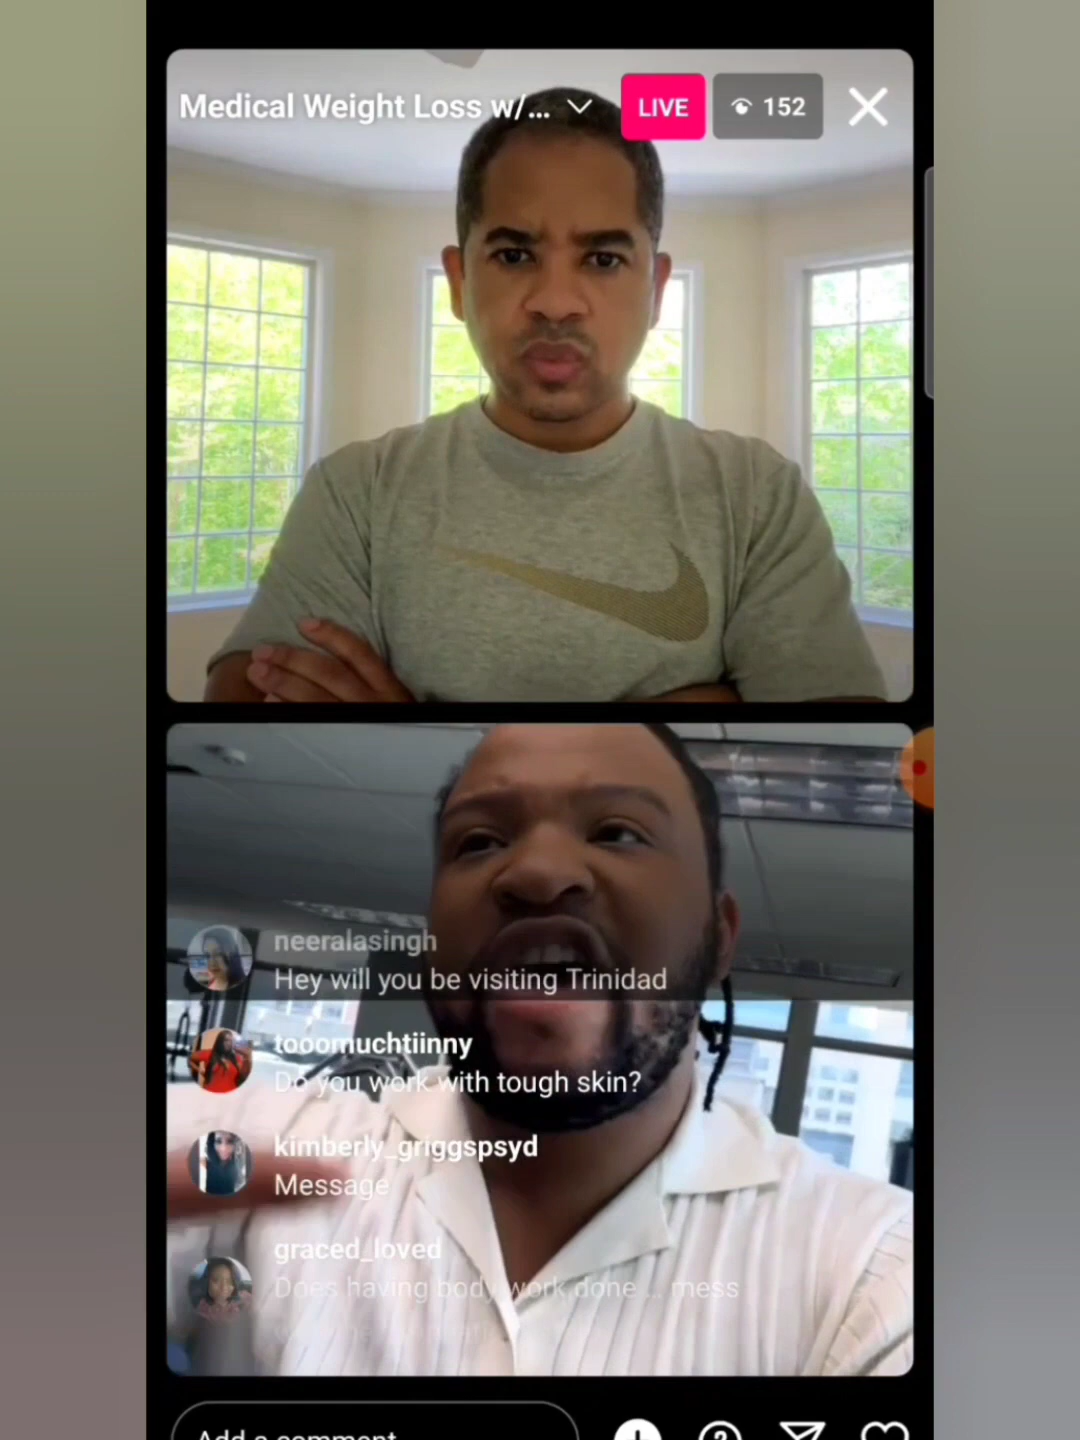 Medical Weight Loss w/...
LIVE
152
neeralasingh
Hey will you be visiting Trinidad
tooomuchtiinny
Do you work with tough skin?
kimberly_griggspsyd
Message
graced_loved
Does having body work done ... mess
Add a comment